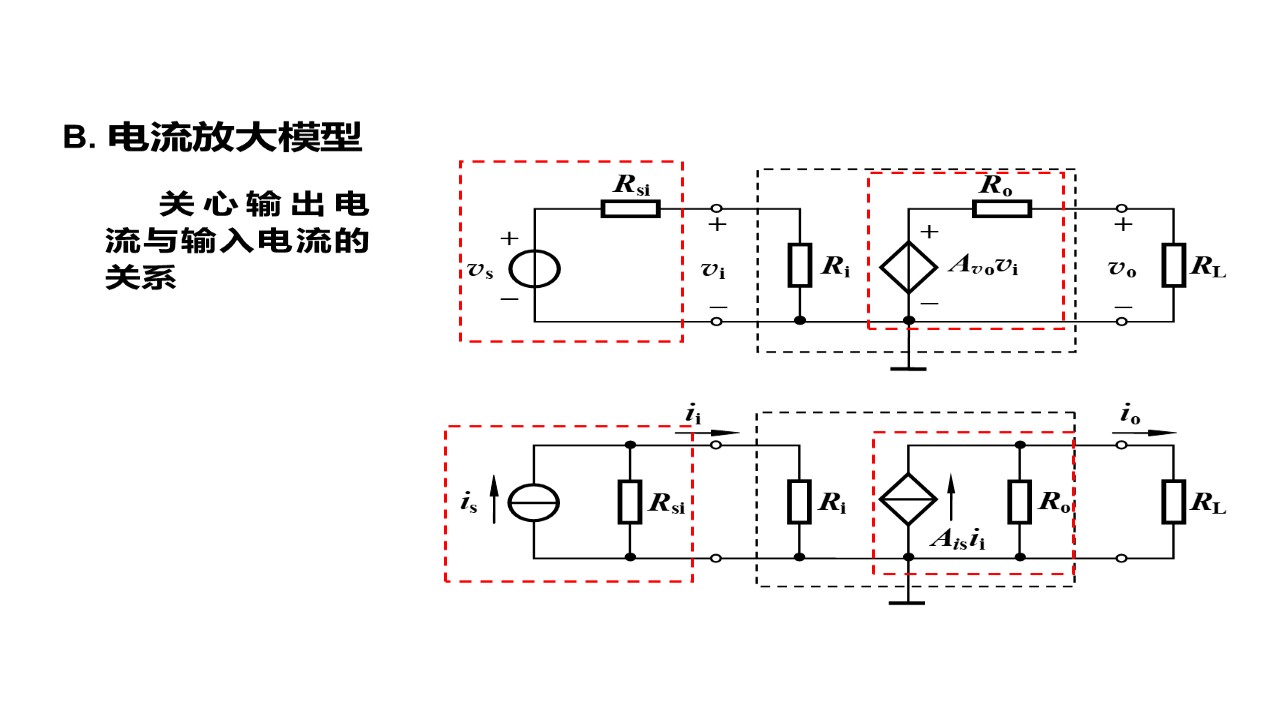 B. 电流放大模型
关心输出电
流与输入电流的
关系
Rsi
Ro
+
+
+
+
vs
vi
Ri
Avovi
vo
RL
−
−
−
−
ii
io
is
Rsi
Ri
Ro
RL
Aisii